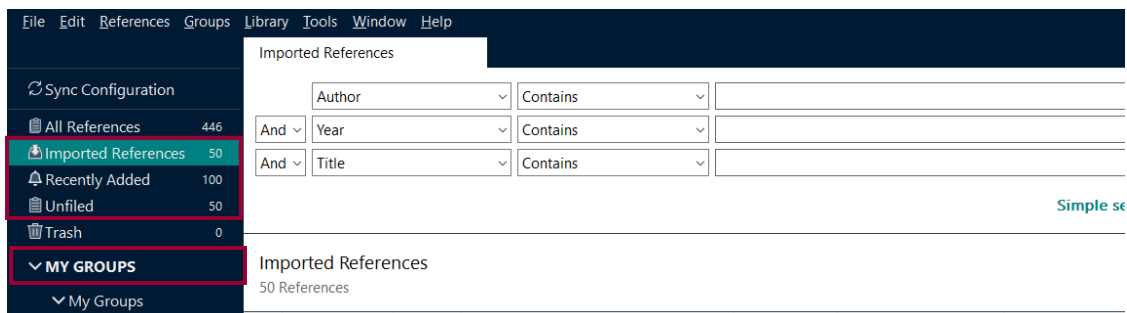 File Edit References Groups Library Tools Window Help
Imported References
Sync Configuration
All References 446
Imported References 50
Recently Added 100
Unfiled 50
Trash 0
MY GROUPS
My Groups
Author Contains
And Year Contains
And Title Contains
Simple se
Imported References
50 References